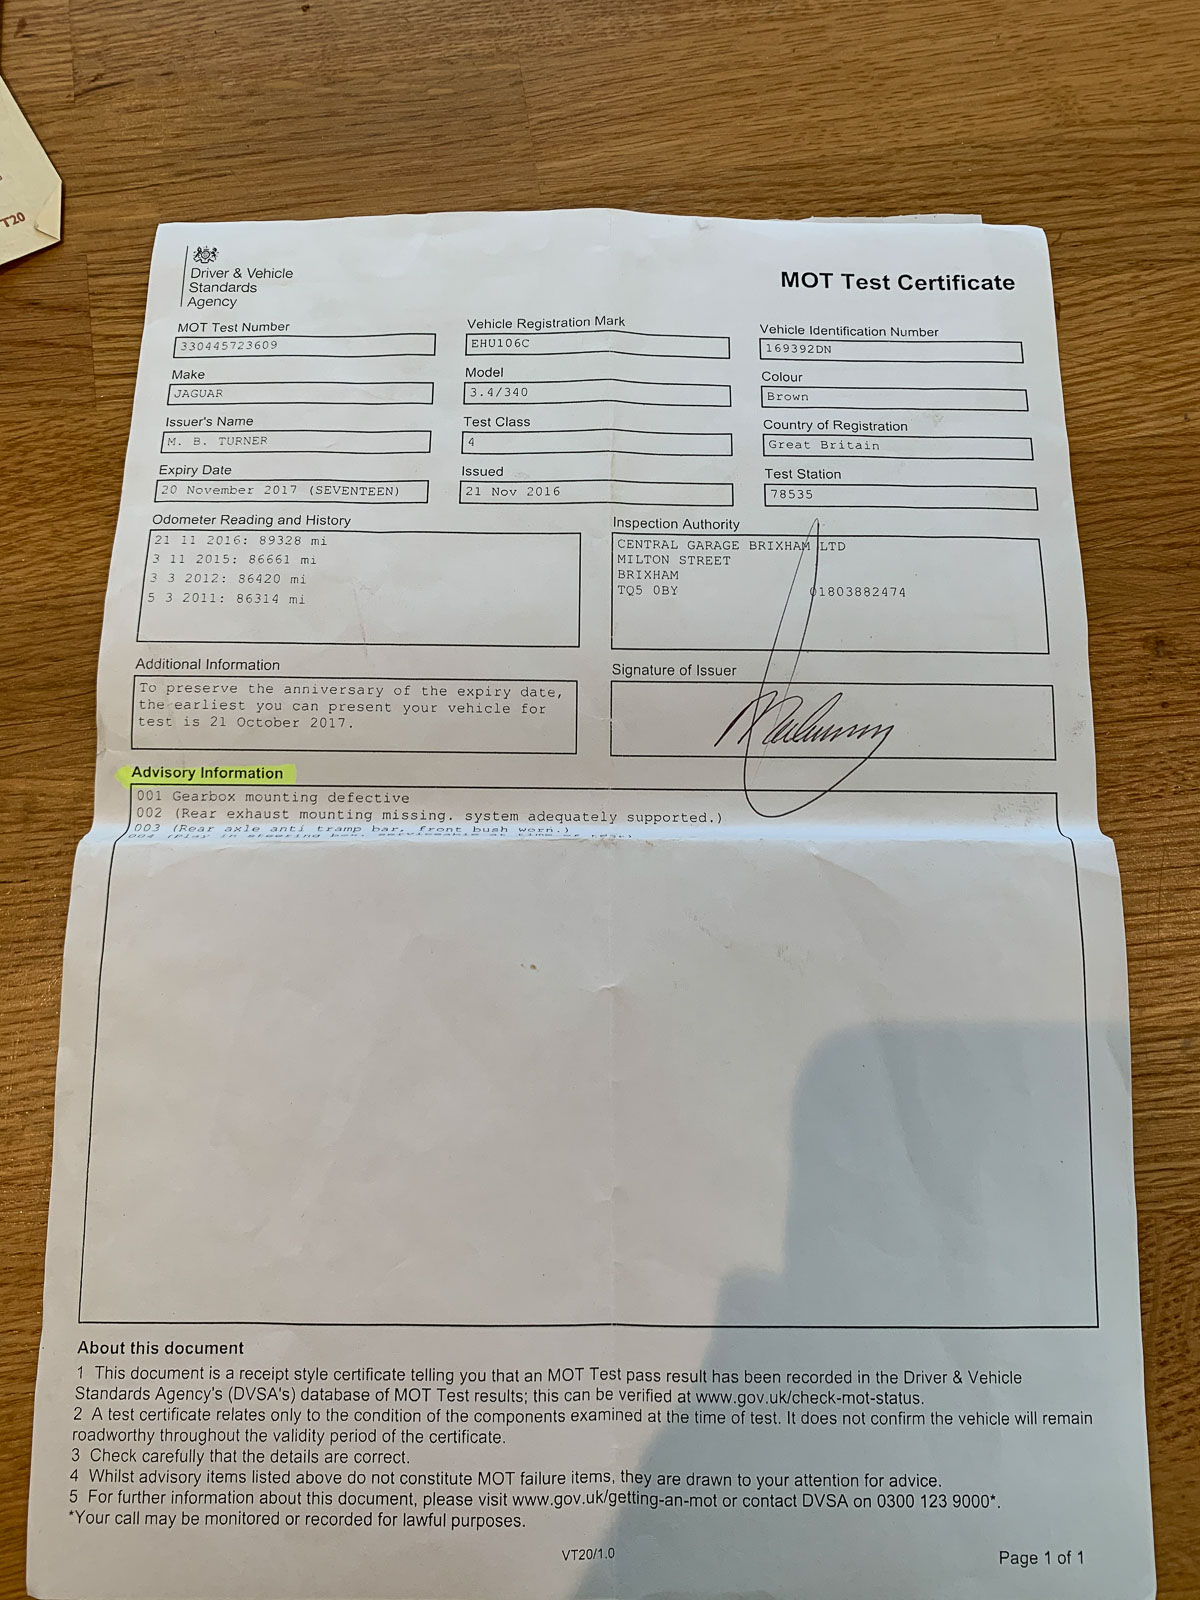 T20
Driver & Vehicle
Standards
Agency
MOT Test Certificate
MOT Test Number
330445723609
Vehicle Registration Mark
EHU106C
Vehicle Identification Number
169392DN
Make
JAGUAR
Model
3.4/340
Colour
Brown
Issuer's Name
M. B. TURNER
Test Class
4
Country of Registration
Great Britain
Expiry Date
20 November 2017 (SEVENTEEN)
Issued
21 Nov 2016
Test Station
78535
Odometer Reading and History
21 11 2016: 89328 mi
3 11 2015: 86661 mi
3 3 2012: 86420 mi
5 3 2011: 86314 mi
Inspection Authority
CENTRAL GARAGE BRIXHAM LTD
MILTON STREET
BRIXHAM
TQ5 0BY 01803882474
Additional Information
To preserve the anniversary of the expiry date,
the earliest you can present your vehicle for
test is 21 October 2017.
Signature of Issuer
Advisory Information
001 Gearbox mounting defective
002 (Rear exhaust mounting missing. system adequately supported.)
003 (Rear axle anti tramp bar, front bush worn.)
004 (Play in steering box, serviceable at time of test)
About this document
1 This document is a receipt style certificate telling you that an MOT Test pass result has been recorded in the Driver & Vehicle
Standards Agency's (DVSA's) database of MOT Test results; this can be verified at www.gov.uk/check-mot-status.
2 A test certificate relates only to the condition of the components examined at the time of test. It does not confirm the vehicle will remain
roadworthy throughout the validity period of the certificate.
3 Check carefully that the details are correct.
4 Whilst advisory items listed above do not constitute MOT failure items, they are drawn to your attention for advice.
5 For further information about this document, please visit www.gov.uk/getting-an-mot or contact DVSA on 0300 123 9000*.
*Your call may be monitored or recorded for lawful purposes.
VT20/1.0
Page 1 of 1